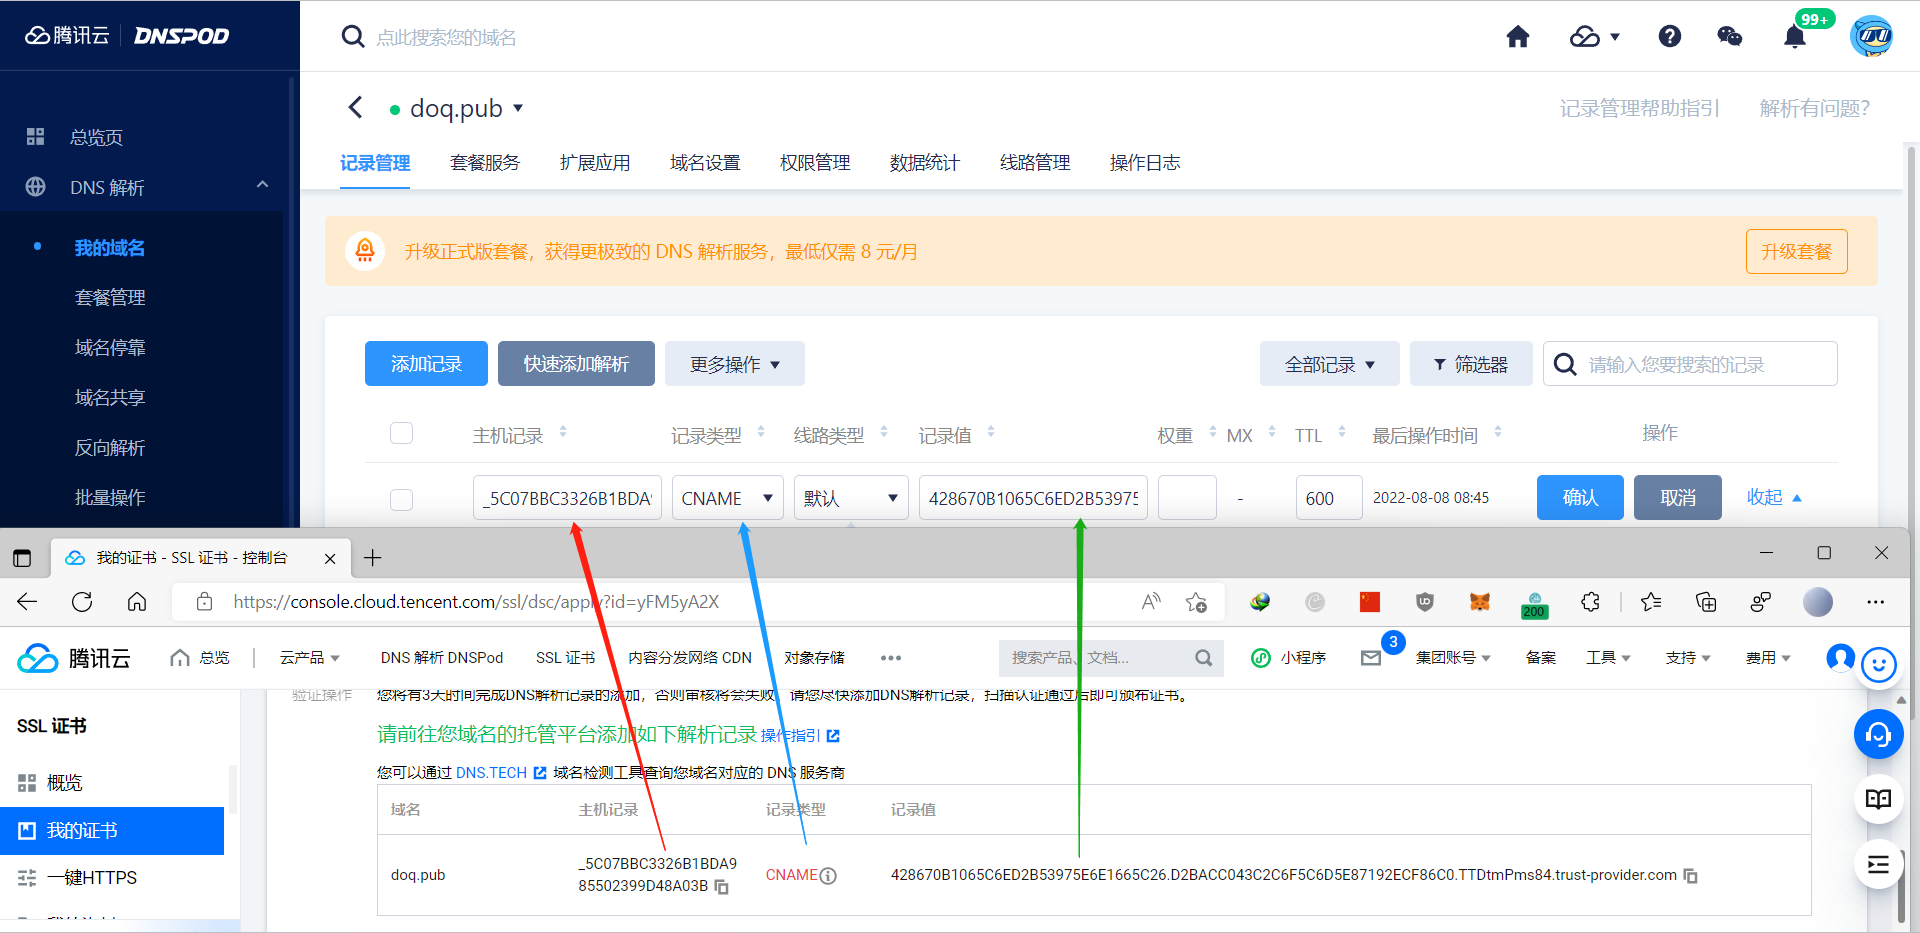 腾讯云 DNSPOD
点此搜索您的域名
99+
doq.pub
记录管理帮助指引 解析有问题?
总览页
DNS 解析
我的域名
套餐管理
域名停靠
域名共享
反向解析
批量操作
记录管理 套餐服务 扩展应用 域名设置 权限管理 数据统计 线路管理 操作日志
升级正式版套餐，获得更极致的 DNS 解析服务，最低仅需 8 元/月 升级套餐
添加记录 快速添加解析 更多操作 全部记录 筛选器 请输入您要搜索的记录
主机记录 记录类型 线路类型 记录值 权重 MX TTL 最后操作时间 操作
_5C07BBC3326B1BDA9 CNAME 默认 428670B1065C6ED2B53975 - 600 2022-08-08 08:45 确认 取消 收起
我的证书 - SSL 证书 - 控制台
https://console.cloud.tencent.com/ssl/dsc/apply?id=yFM5yA2X
200
腾讯云 总览 云产品 DNS 解析 DNSPod SSL 证书 内容分发网络 CDN 对象存储 搜索产品、文档... 小程序 3 集团账号 备案 工具 支持 费用
SSL 证书
概览
我的证书
一键HTTPS
验证操作 您将有3天时间完成DNS解析记录的添加，否则审核将会失败，请您尽快添加DNS解析记录，扫描认证通过后即可颁布证书。
请前往您域名的托管平台添加如下解析记录 操作指引
您可以通过 DNS.TECH 域名检测工具查询您域名对应的 DNS 服务商
域名 主机记录 记录类型 记录值
doq.pub _5C07BBC3326B1BDA9 CNAME 428670B1065C6ED2B53975E6E1665C26.D2BACC043C2C6F5C6D5E87192ECF86C0.TTDtmPms84.trust-provider.com
85502399D48A03B